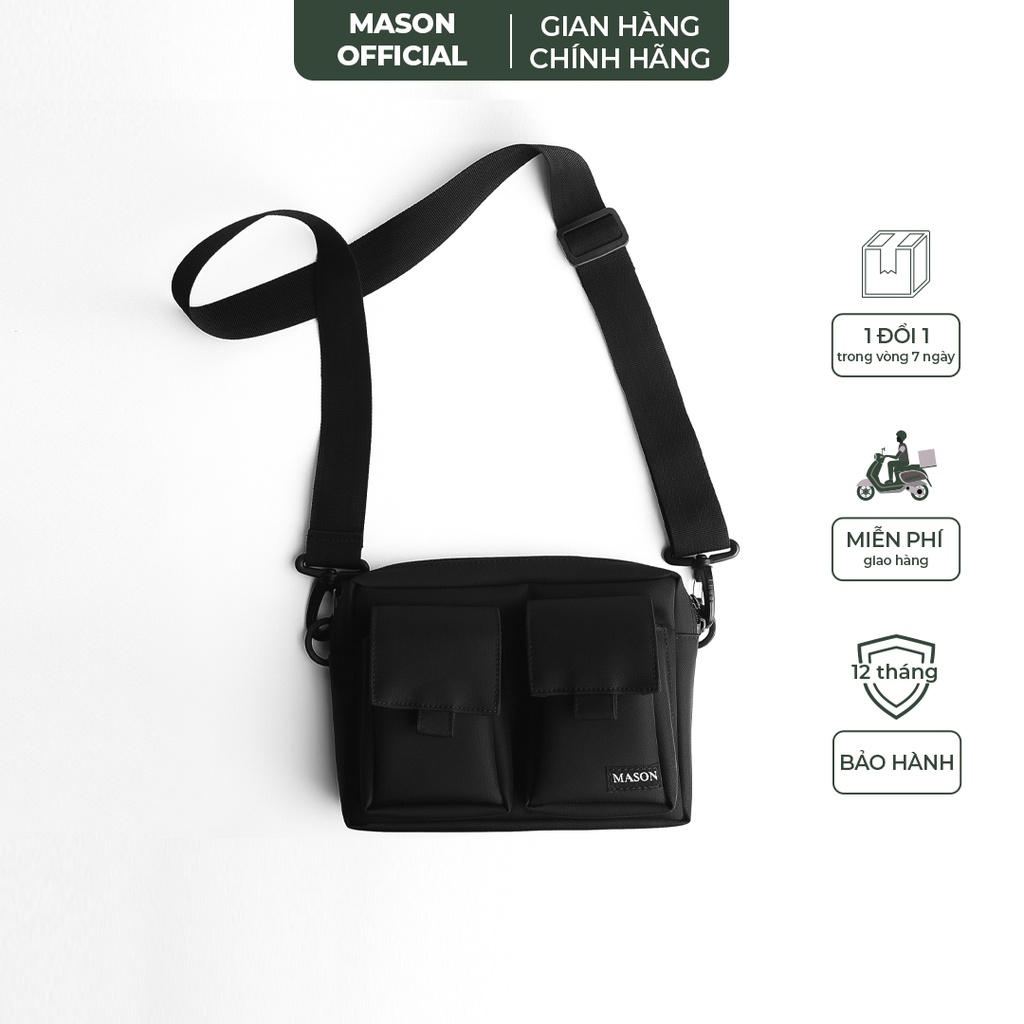 MASON
OFFICIAL
GIAN HÀNG
CHÍNH HÃNG
1 ĐỔI 1
trong vòng 7 ngày
MIỄN PHÍ
giao hàng
12 tháng
BẢO HÀNH
MASON